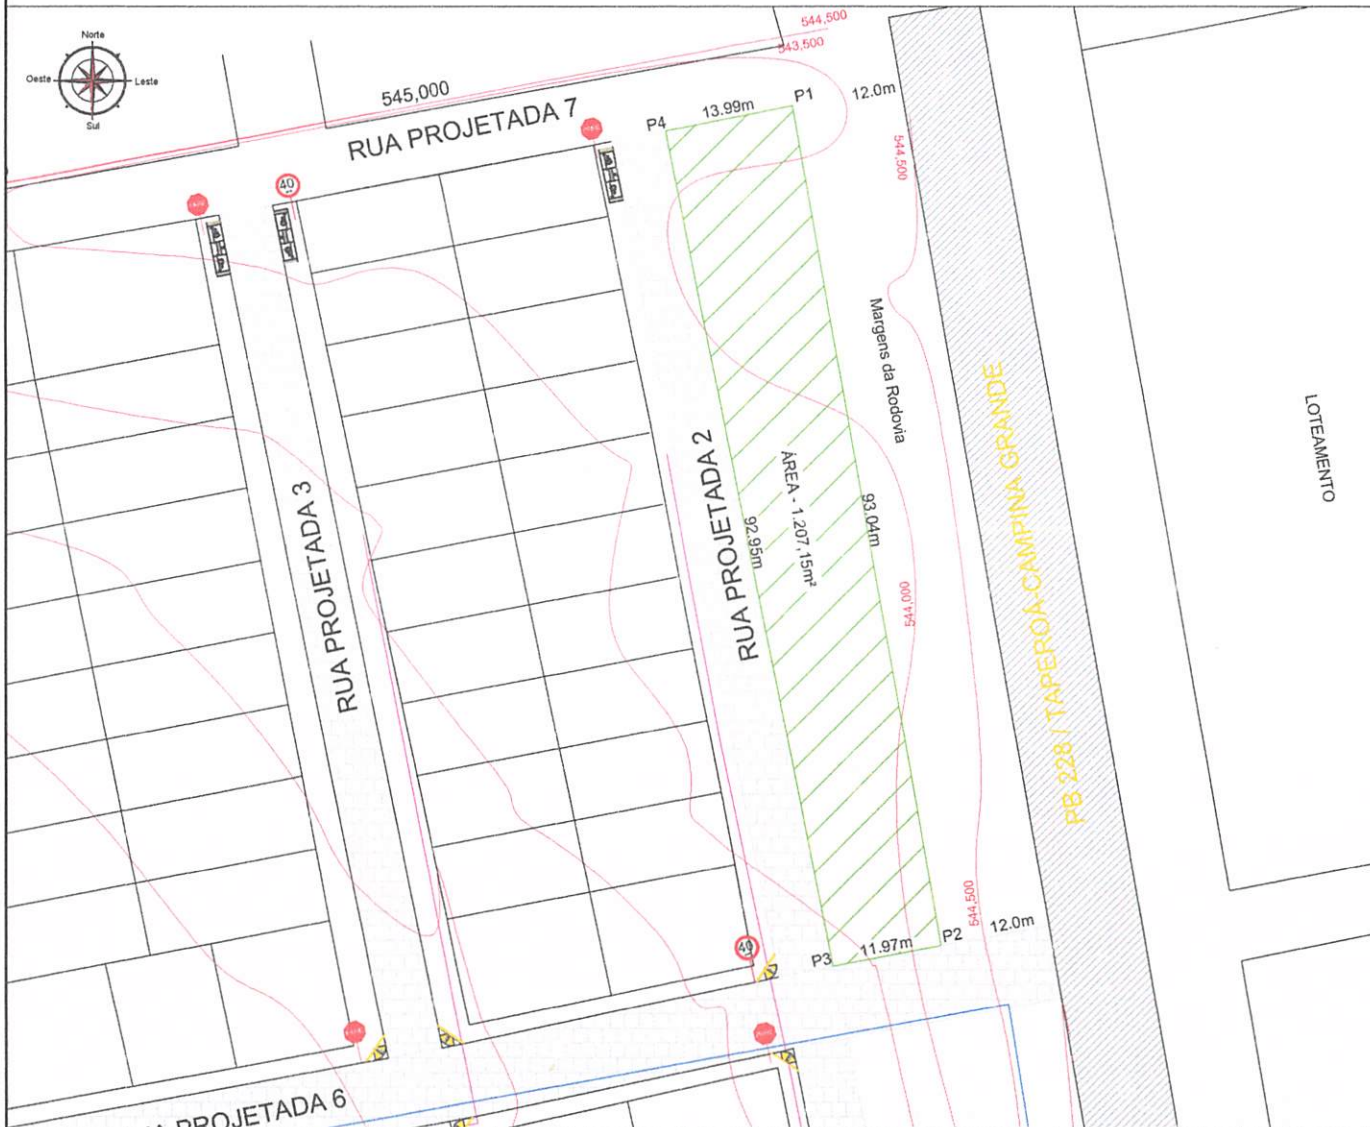 Norte
Oeste
Leste
Sul
544,500
543,500
545,000
RUA PROJETADA 7
P4
13.99m
P1
12.0m
544,500
40
Margens da Rodovia
PB 228 / TAPEROÁ-CAMPINA GRANDE
LOTEAMENTO
RUA PROJETADA 3
RUA PROJETADA 2
92.95m
ÁREA - 1.207,15m²
93.04m
544,000
544,500
40
P3
11.97m
P2
12.0m
PROJETADA 6